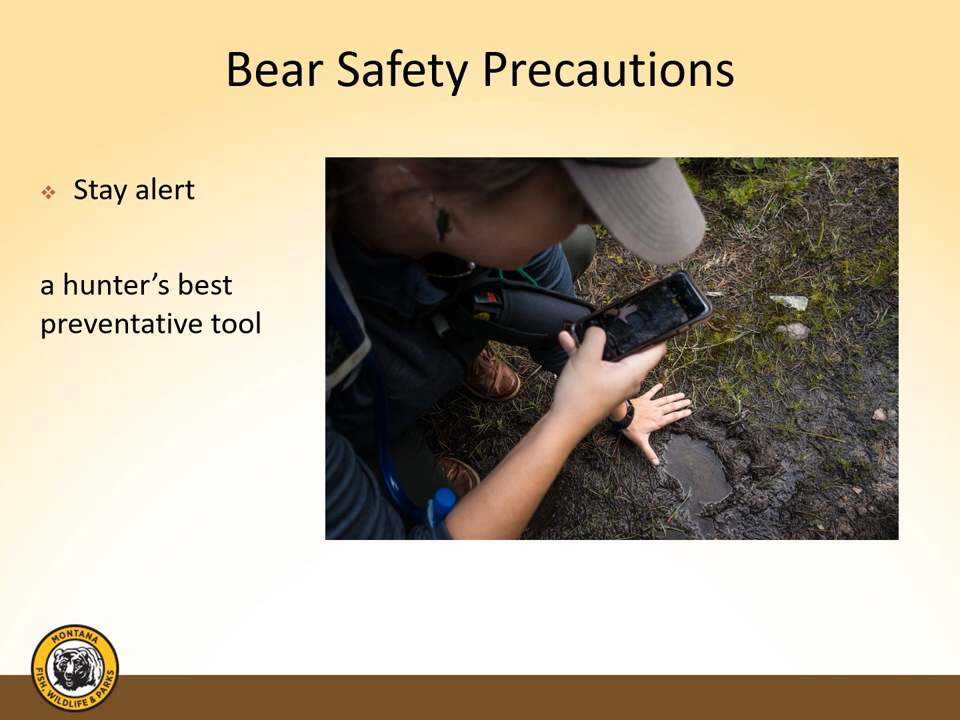 Bear Safety Precautions
Stay alert
a hunter’s best
preventative tool
MONTANA
FISH, WILDLIFE & PARKS